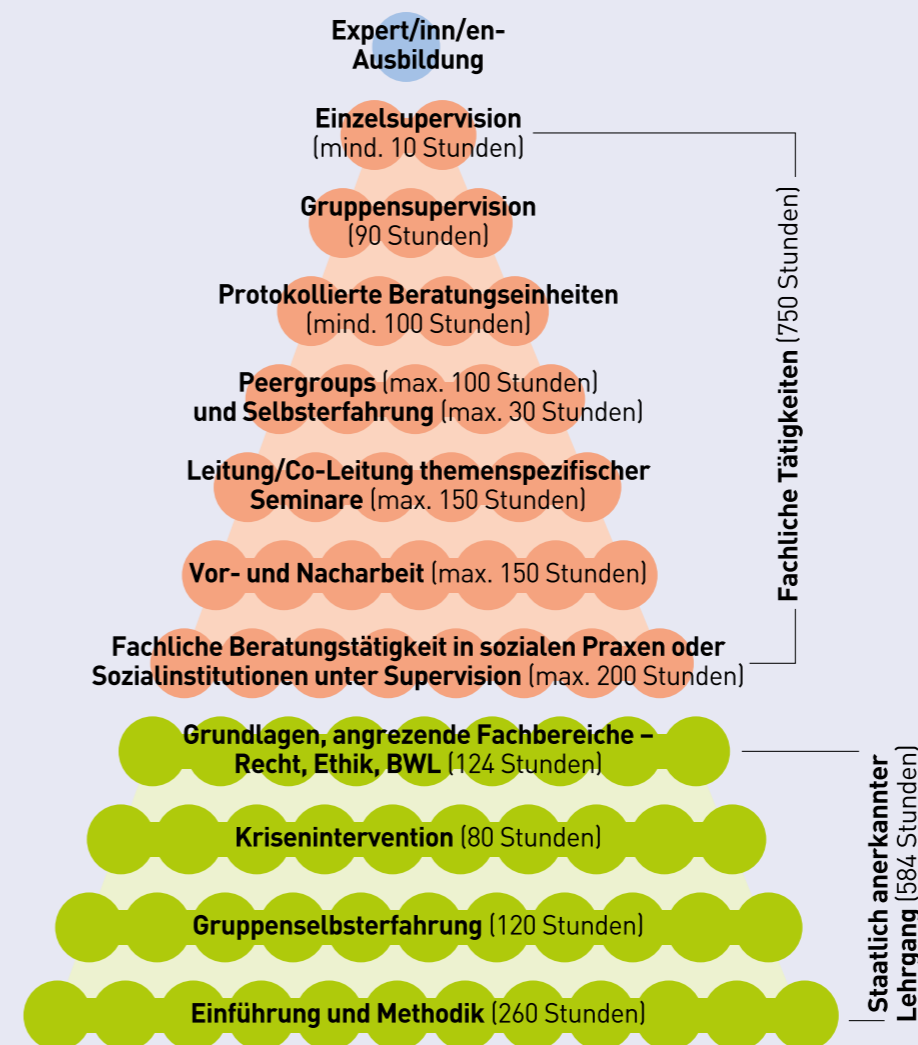 Expert/inn/en-
Ausbildung
Einzelsupervision
(mind. 10 Stunden)
Gruppensupervision
(90 Stunden)
Protokollierte Beratungseinheiten
(mind. 100 Stunden)
Peergroups (max. 100 Stunden)
und Selbsterfahrung (max. 30 Stunden)
Leitung/Co-Leitung themenspezifischer
Seminare (max. 150 Stunden)
Vor- und Nacharbeit (max. 150 Stunden)
Fachliche Beratungstätigkeit in sozialen Praxen oder
Sozialinstitutionen unter Supervision (max. 200 Stunden)
Fachliche Tätigkeiten (750 Stunden)
Grundlagen, angrezende Fachbereiche –
Recht, Ethik, BWL (124 Stunden)
Krisenintervention (80 Stunden)
Gruppenselbsterfahrung (120 Stunden)
Einführung und Methodik (260 Stunden)
Staatlich anerkannter
Lehrgang (584 Stunden)